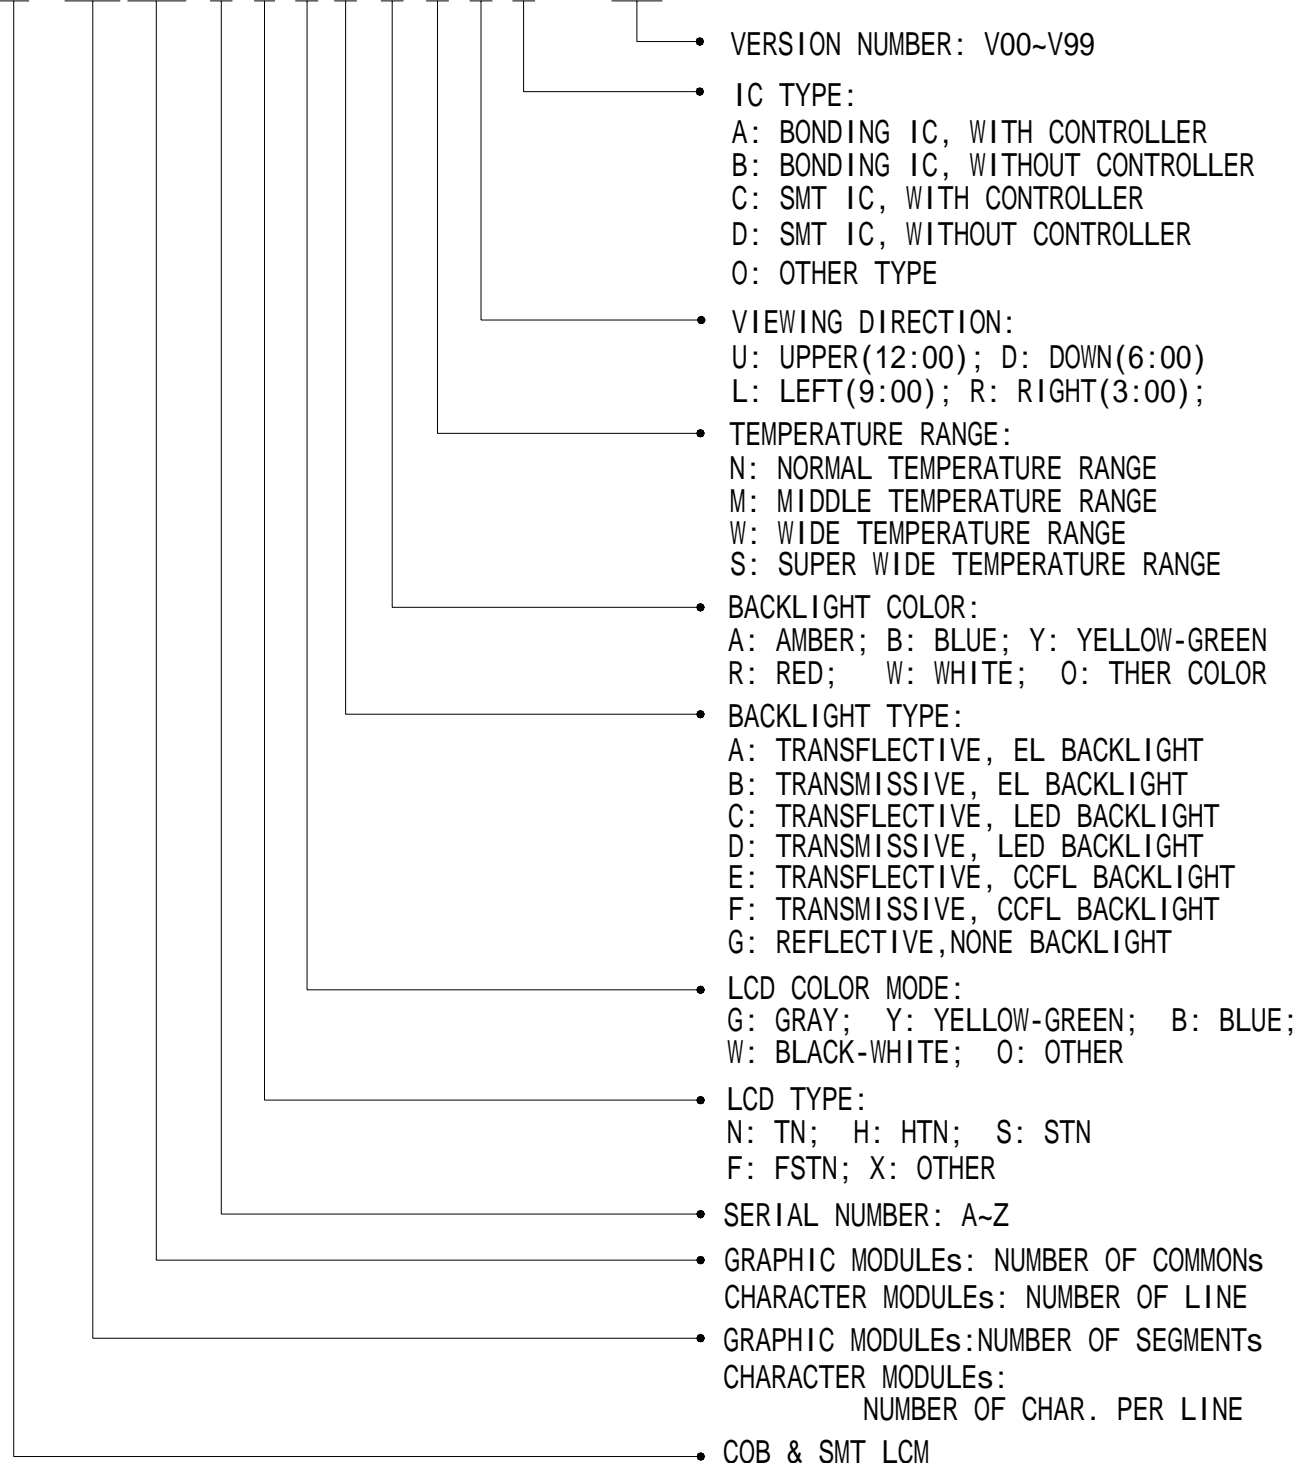 VERSION NUMBER: V00~V99
IC TYPE:
A: BONDING IC, WITH CONTROLLER
B: BONDING IC, WITHOUT CONTROLLER
C: SMT IC, WITH CONTROLLER
D: SMT IC, WITHOUT CONTROLLER
O: OTHER TYPE
VIEWING DIRECTION:
U: UPPER(12:00); D: DOWN(6:00)
L: LEFT(9:00); R: RIGHT(3:00);
TEMPERATURE RANGE:
N: NORMAL TEMPERATURE RANGE
M: MIDDLE TEMPERATURE RANGE
W: WIDE TEMPERATURE RANGE
S: SUPER WIDE TEMPERATURE RANGE
BACKLIGHT COLOR:
A: AMBER; B: BLUE; Y: YELLOW-GREEN
R: RED; W: WHITE; O: THER COLOR
BACKLIGHT TYPE:
A: TRANSFLECTIVE, EL BACKLIGHT
B: TRANSMISSIVE, EL BACKLIGHT
C: TRANSFLECTIVE, LED BACKLIGHT
D: TRANSMISSIVE, LED BACKLIGHT
E: TRANSFLECTIVE, CCFL BACKLIGHT
F: TRANSMISSIVE, CCFL BACKLIGHT
G: REFLECTIVE,NONE BACKLIGHT
LCD COLOR MODE:
G: GRAY; Y: YELLOW-GREEN; B: BLUE;
W: BLACK-WHITE; O: OTHER
LCD TYPE:
N: TN; H: HTN; S: STN
F: FSTN; X: OTHER
SERIAL NUMBER: A~Z
GRAPHIC MODULEs: NUMBER OF COMMONs
CHARACTER MODULEs: NUMBER OF LINE
GRAPHIC MODULEs:NUMBER OF SEGMENTs
CHARACTER MODULEs:
NUMBER OF CHAR. PER LINE
COB & SMT LCM